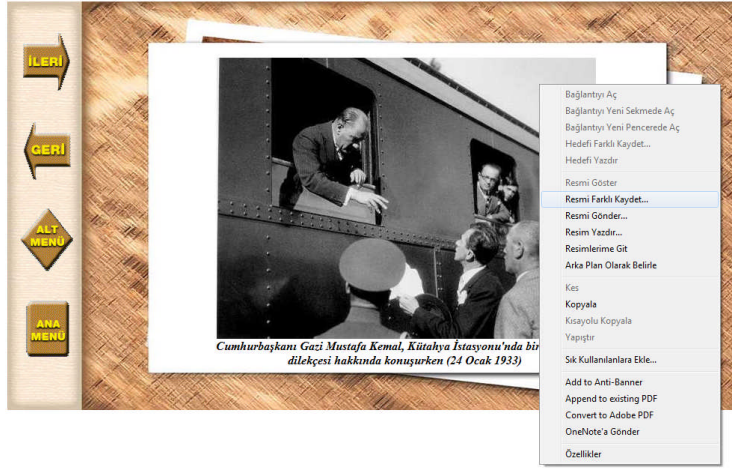 İLERİ
GERİ
ALT
MENÜ
ANA
MENÜ
Cumhurbaşkanı Gazi Mustafa Kemal, Kütahya İstasyonu'nda bir
dilekçesi hakkında konuşurken (24 Ocak 1933)
Bağlantıyı Aç
Bağlantıyı Yeni Sekmede Aç
Bağlantıyı Yeni Pencerede Aç
Hedefi Farklı Kaydet...
Hedefi Yazdır
Resmi Göster
Resmi Farklı Kaydet...
Resmi Gönder...
Resim Yazdır...
Resimlerime Git
Arka Plan Olarak Belirle
Kes
Kopyala
Kısayolu Kopyala
Yapıştır
Sık Kullanılanlara Ekle...
Add to Anti-Banner
Append to existing PDF
Convert to Adobe PDF
OneNote'a Gönder
Özellikler